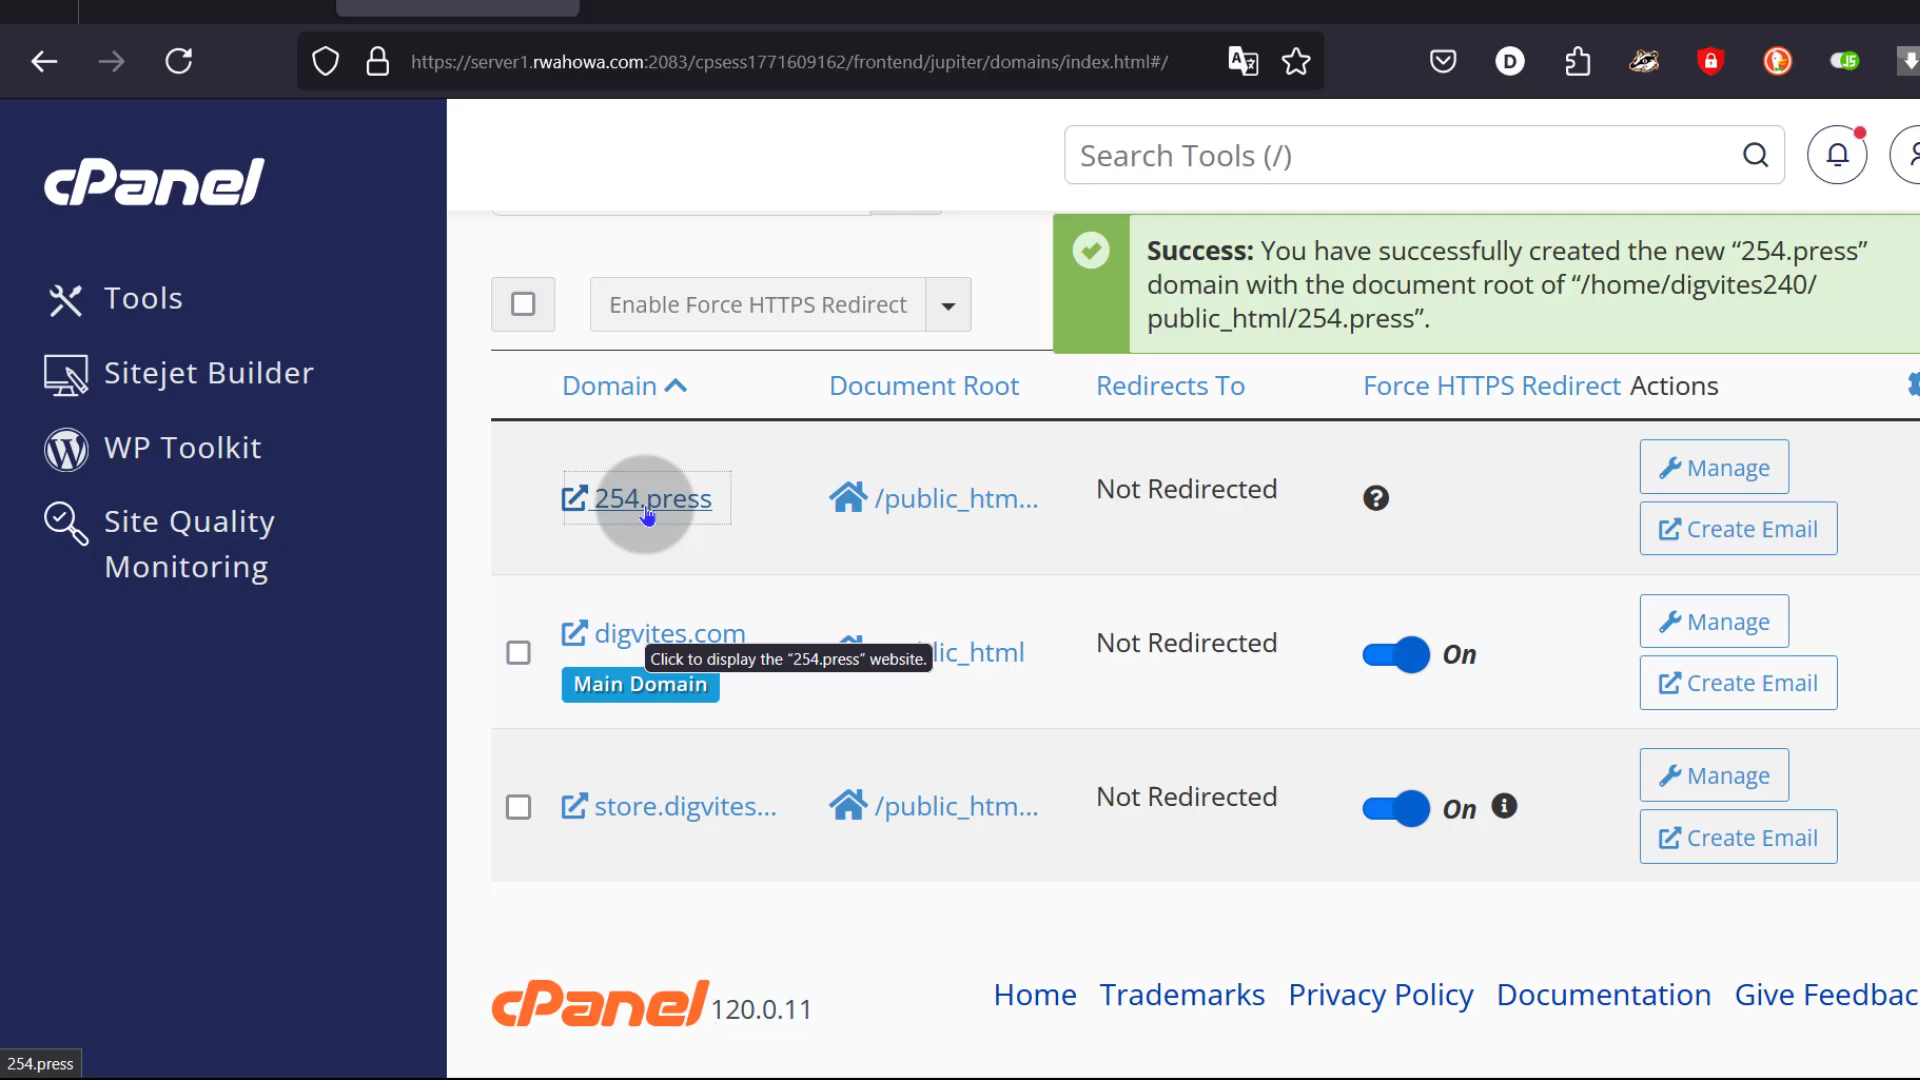 https://server1.rwahowa.com:2083/cpsess1771609162/frontend/jupiter/domains/index.html#/
D
JS
cPanel
Search Tools (/)
Tools
Sitejet Builder
WP Toolkit
Site Quality
Monitoring
Success: You have successfully created the new “254.press”
domain with the document root of “/home/digvites240/
public_html/254.press”.
Enable Force HTTPS Redirect
Domain Document Root Redirects To Force HTTPS Redirect Actions
254.press /public_htm... Not Redirected ? Manage
Create Email
digvites.com
Main Domain
lic_html Not Redirected On Manage
Create Email
Click to display the “254.press” website.
store.digvites... /public_htm... Not Redirected On Manage
Create Email
cPanel 120.0.11
Home Trademarks Privacy Policy Documentation Give Feedbac
254.press